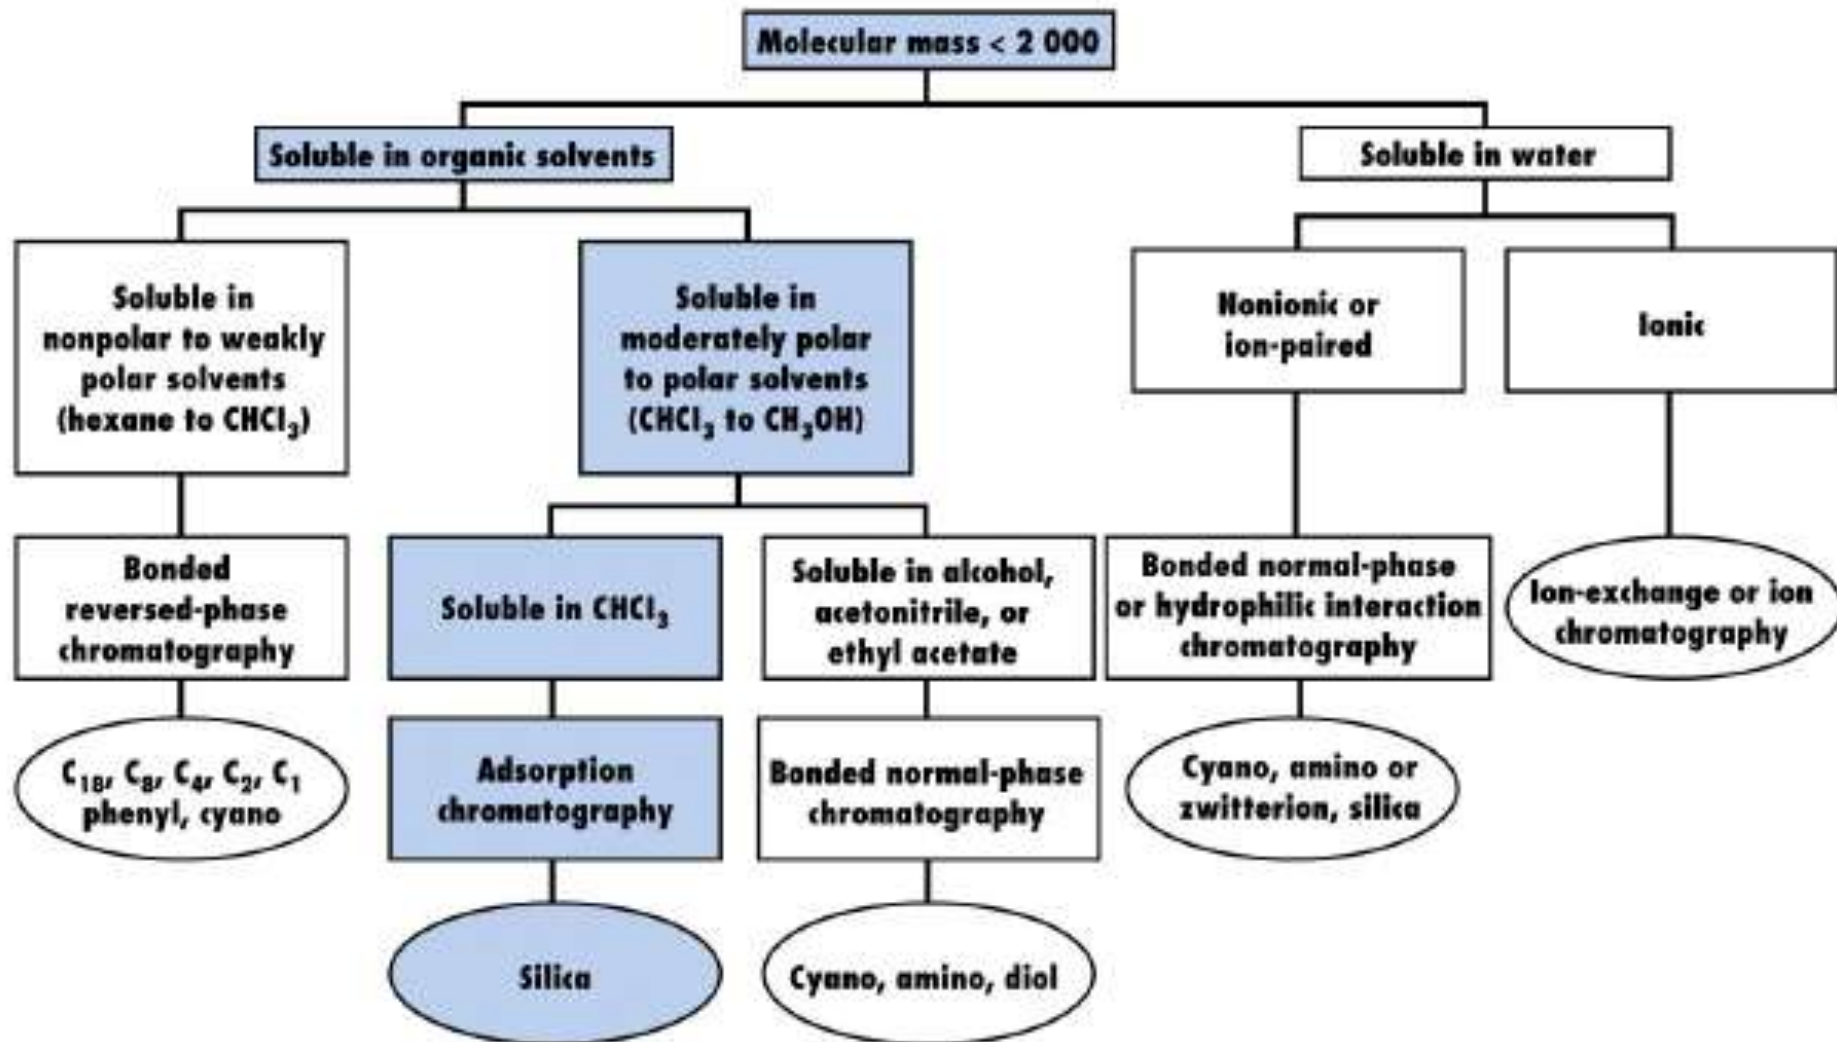 Molecular mass < 2 000
Soluble in organic solvents
Soluble in water
Soluble in
nonpolar to weakly
polar solvents
(hexane to CHCl₃)
Soluble in
moderately polar
to polar solvents
(CHCl₃ to CH₃OH)
Nonionic or
ion-paired
Ionic
Bonded
reversed-phase
chromatography
Soluble in CHCl₃
Soluble in alcohol,
acetonitrile, or
ethyl acetate
Bonded normal-phase
or hydrophilic interaction
chromatography
Ion-exchange or ion
chromatography
C₁₈, C₈, C₄, C₂, C₁
phenyl, cyano
Adsorption
chromatography
Bonded normal-phase
chromatography
Cyano, amino or
zwitterion, silica
Silica
Cyano, amino, diol